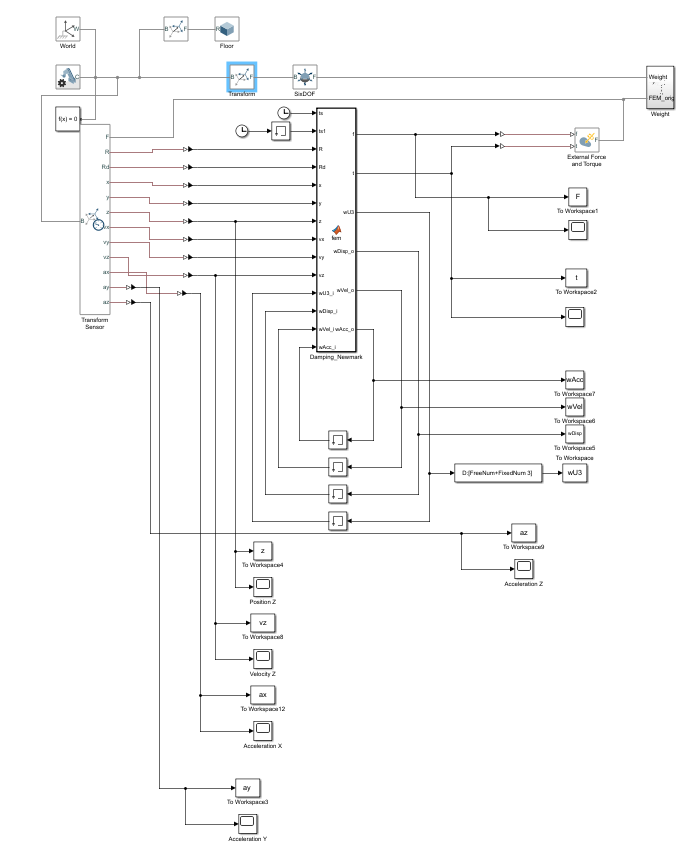 W
B
F
R
World
Floor
C
B
F
B
F
Weight
FEM_orig
Transform
SixDOF
Weight
f(x) = 0
ts
ts1
F
R
R
Rd
Rd
x
x
y
y
z
z
vx
vx
vy
vy
vz
vz
ax
ay
az
B
Transform
Sensor
f
t
wU3
fem
wDisp_o
wU3_i
wVel_o
wDisp_i
wVel_i
wAcc_o
wAcc_i
Damping_Newmark
f
t
External Force
and Torque
F
To Workspace1
t
To Workspace2
wAcc
To Workspace7
wVel
To Workspace6
wDisp
To Workspace5
To Workspace
D:[FreeNum+FixedNum 3]
wU3
az
To Workspace9
Acceleration Z
z
To Workspace4
Position Z
vz
To Workspace8
Velocity Z
ax
To Workspace12
Acceleration X
ay
To Workspace3
Acceleration Y